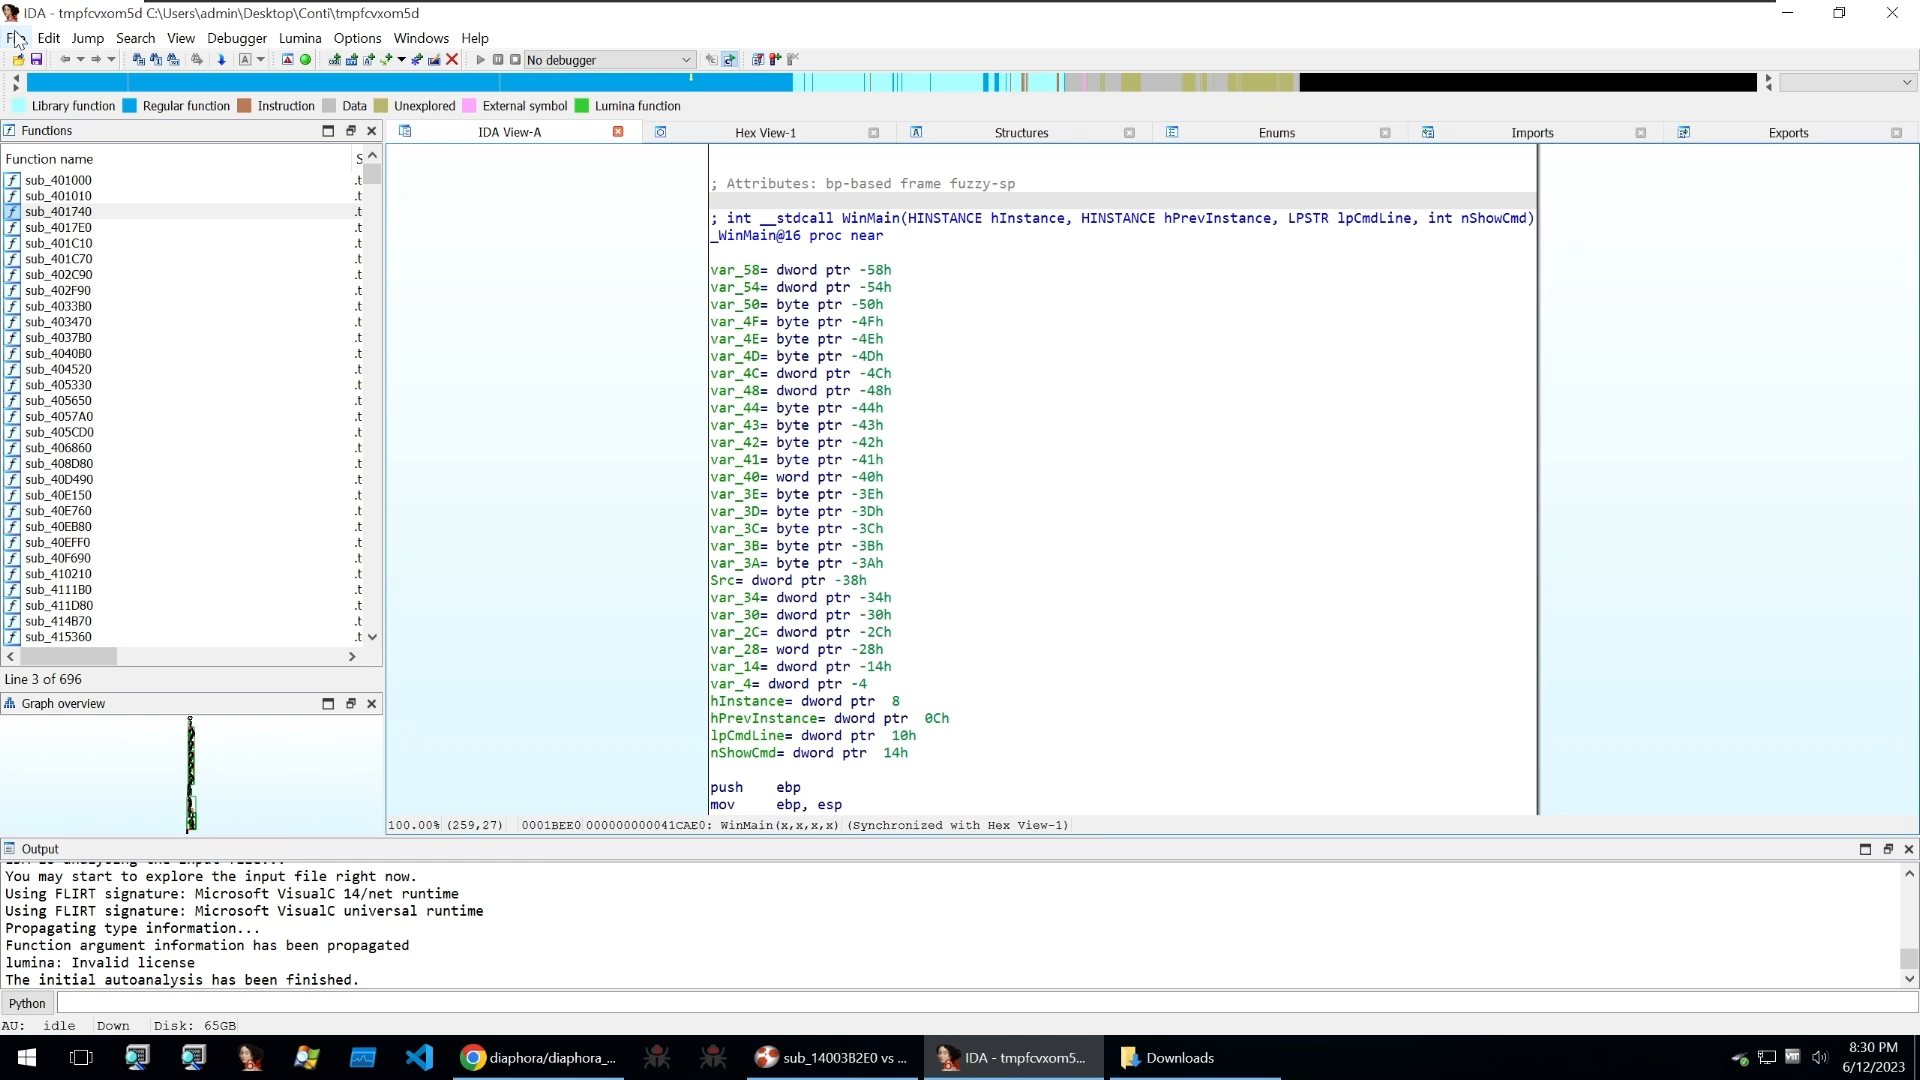 IDA - tmpfcvxom5d C:\Users\admin\Desktop\Conti\tmpfcvxom5d
Edit Jump Search View Debugger Lumina Options Windows Help
No debugger
Library function Regular function Instruction Data Unexplored External symbol Lumina function
Functions
Function name S
sub_401000 .t
sub_401010 .t
sub_401740 .t
sub_4017E0 .t
sub_401C10 .t
sub_401C70 .t
sub_402C90 .t
sub_402F90 .t
sub_4033B0 .t
sub_403470 .t
sub_4037B0 .t
sub_4040B0 .t
sub_404520 .t
sub_405330 .t
sub_405650 .t
sub_4057A0 .t
sub_405CD0 .t
sub_406860 .t
sub_408D80 .t
sub_40D490 .t
sub_40E150 .t
sub_40E760 .t
sub_40EB80 .t
sub_40EFF0 .t
sub_40F690 .t
sub_410210 .t
sub_4111B0 .t
sub_411D80 .t
sub_414B70 .t
sub_415360 .t
Line 3 of 696
Graph overview
IDA View-A Hex View-1 Structures Enums Imports Exports
; Attributes: bp-based frame fuzzy-sp
; int __stdcall WinMain(HINSTANCE hInstance, HINSTANCE hPrevInstance, LPSTR lpCmdLine, int nShowCmd)
_WinMain@16 proc near
var_58= dword ptr -58h
var_54= dword ptr -54h
var_50= byte ptr -50h
var_4F= byte ptr -4Fh
var_4E= byte ptr -4Eh
var_4D= byte ptr -4Dh
var_4C= dword ptr -4Ch
var_48= dword ptr -48h
var_44= byte ptr -44h
var_43= byte ptr -43h
var_42= byte ptr -42h
var_41= byte ptr -41h
var_40= word ptr -40h
var_3E= byte ptr -3Eh
var_3D= byte ptr -3Dh
var_3C= byte ptr -3Ch
var_3B= byte ptr -3Bh
var_3A= byte ptr -3Ah
Src= dword ptr -38h
var_34= dword ptr -34h
var_30= dword ptr -30h
var_2C= dword ptr -2Ch
var_28= word ptr -28h
var_14= dword ptr -14h
var_4= dword ptr -4
hInstance= dword ptr 8
hPrevInstance= dword ptr 0Ch
lpCmdLine= dword ptr 10h
nShowCmd= dword ptr 14h
push ebp
mov ebp, esp
100.00% (259,27) 0001BEE0 000000000041CAE0: WinMain(x,x,x,x) (Synchronized with Hex View-1)
Output
You may start to explore the input file right now.
Using FLIRT signature: Microsoft VisualC 14/net runtime
Using FLIRT signature: Microsoft VisualC universal runtime
Propagating type information...
Function argument information has been propagated
lumina: Invalid license
The initial autoanalysis has been finished.
Python
AU: idle Down Disk: 65GB
diaphora/diaphora_... sub_14003B2E0 vs ... IDA - tmpfcvxom5... Downloads
8:30 PM
6/12/2023